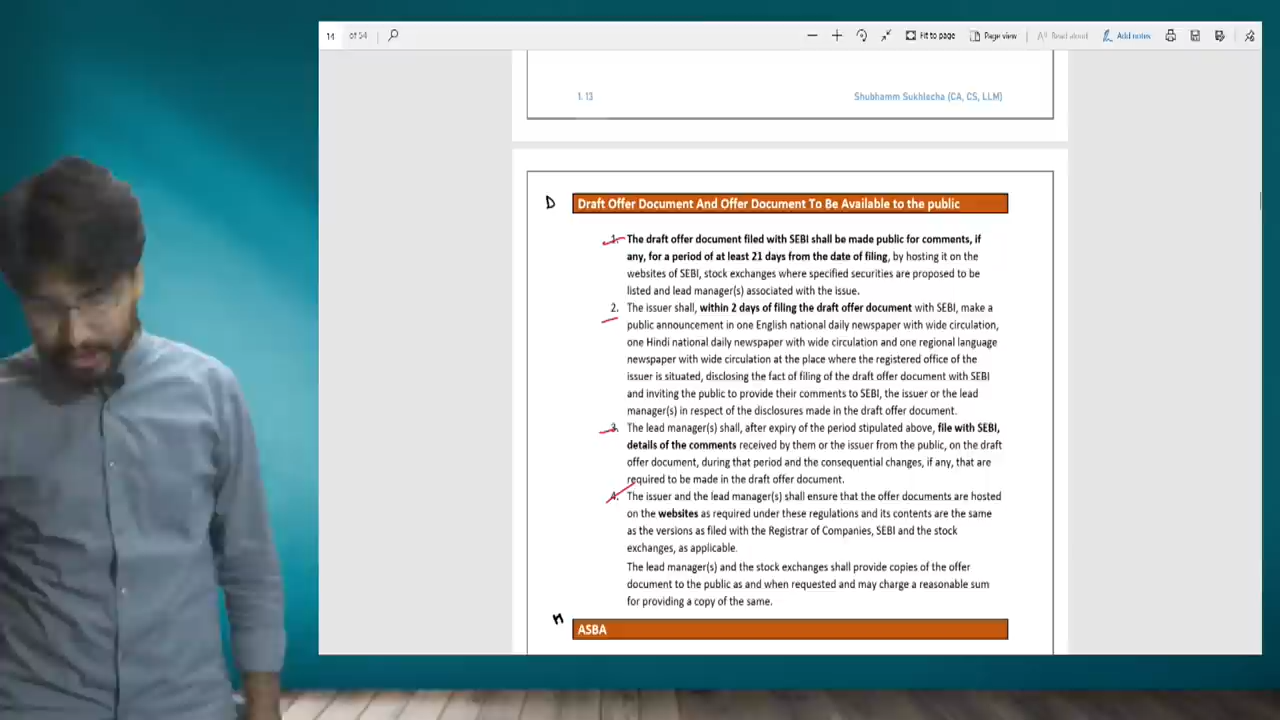 14 of 54 Fit to page Page view Read aloud Add notes
1. 13 Shubhamm Sukhlecha (CA, CS, LLM)
D Draft Offer Document And Offer Document To Be Available to the public
1. The draft offer document filed with SEBI shall be made public for comments, if
any, for a period of at least 21 days from the date of filing, by hosting it on the
websites of SEBI, stock exchanges where specified securities are proposed to be
listed and lead manager(s) associated with the issue.
2. The issuer shall, within 2 days of filing the draft offer document with SEBI, make a
public announcement in one English national daily newspaper with wide circulation,
one Hindi national daily newspaper with wide circulation and one regional language
newspaper with wide circulation at the place where the registered office of the
issuer is situated, disclosing the fact of filing of the draft offer document with SEBI
and inviting the public to provide their comments to SEBI, the issuer or the lead
manager(s) in respect of the disclosures made in the draft offer document.
3. The lead manager(s) shall, after expiry of the period stipulated above, file with SEBI,
details of the comments received by them or the issuer from the public, on the draft
offer document, during that period and the consequential changes, if any, that are
required to be made in the draft offer document.
4. The issuer and the lead manager(s) shall ensure that the offer documents are hosted
on the websites as required under these regulations and its contents are the same
as the versions as filed with the Registrar of Companies, SEBI and the stock
exchanges, as applicable.
The lead manager(s) and the stock exchanges shall provide copies of the offer
document to the public as and when requested and may charge a reasonable sum
for providing a copy of the same.
ASBA